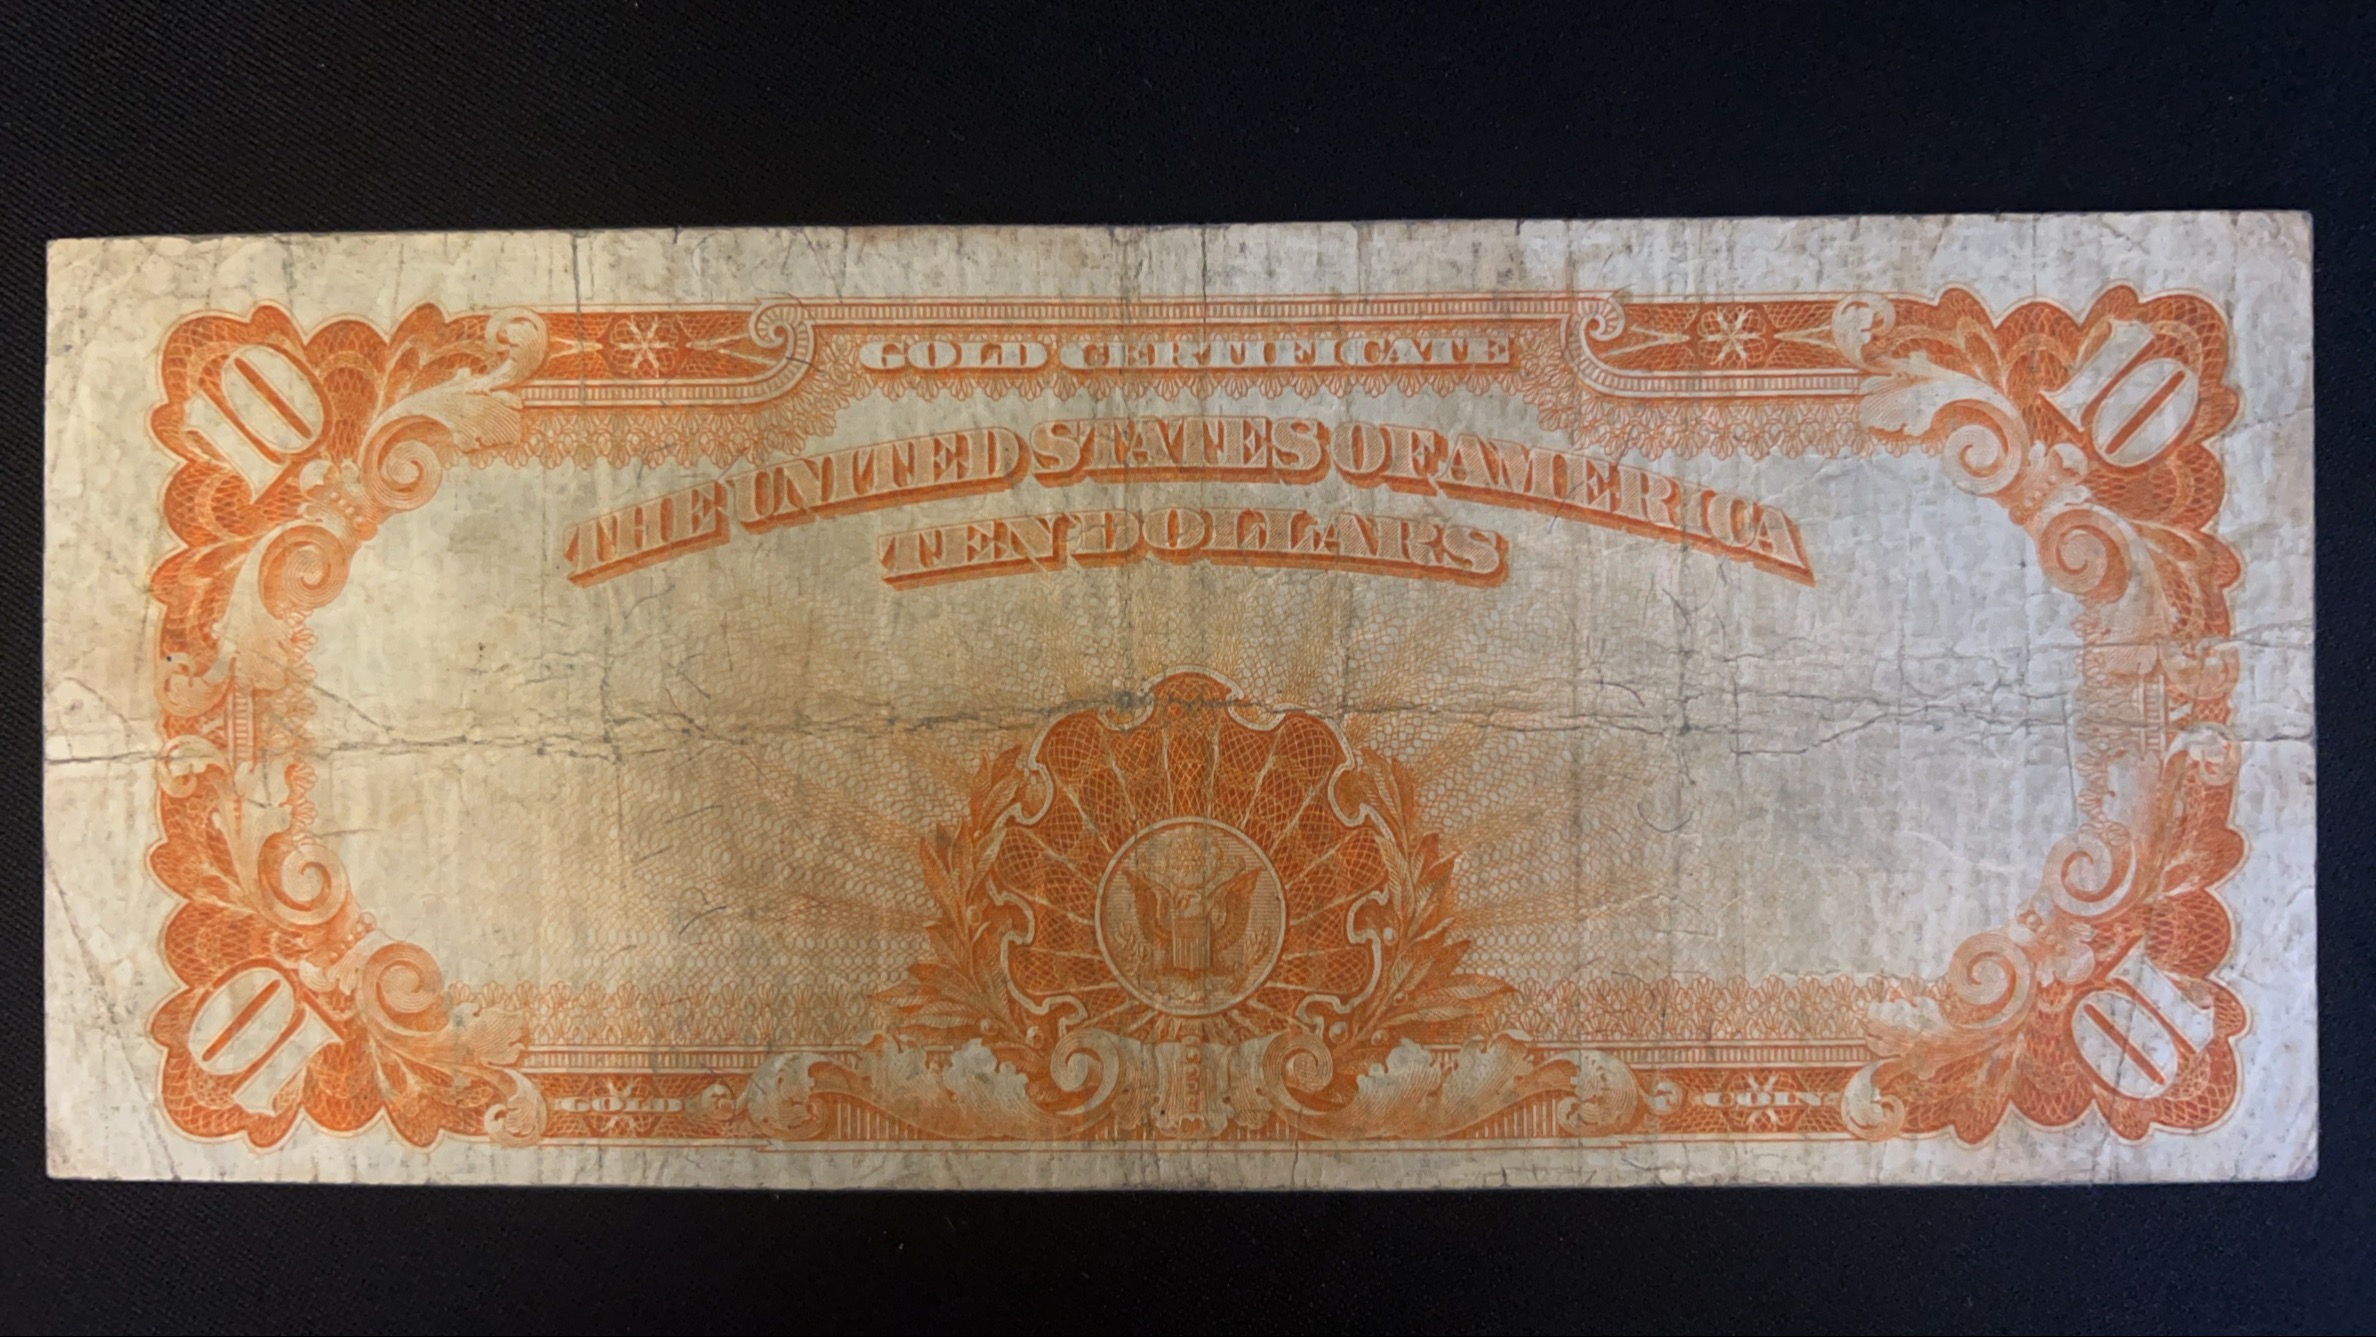 GOLD CERTIFICATE
10 10
THE UNITED STATES OF AMERICA
TEN DOLLARS
10 10
GOLD COIN